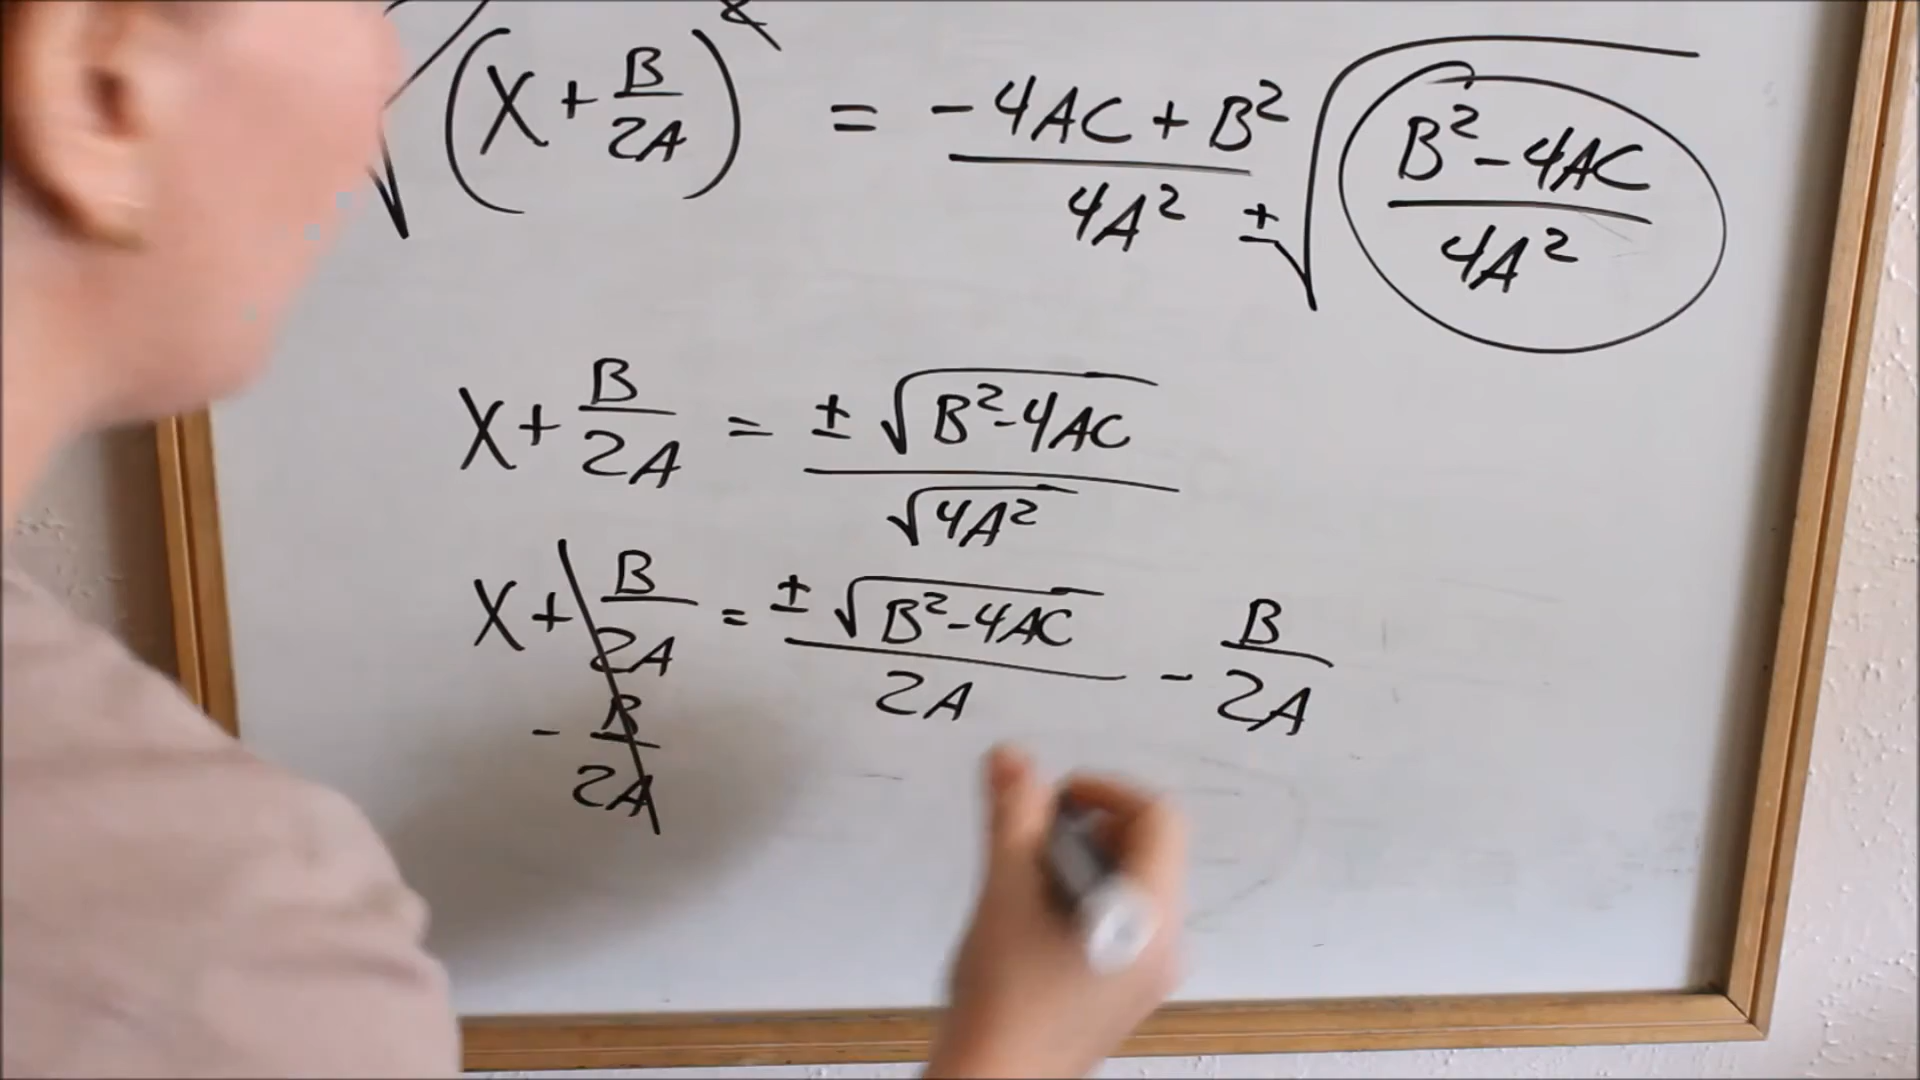 √(X + B/2A)² = -4AC + B²/4A² ±√B² - 4AC/4A²
X + B/2A = ± √B² - 4AC/√4A²
X + B/2A = ± √B² - 4AC/2A - B/2A
- B/2A